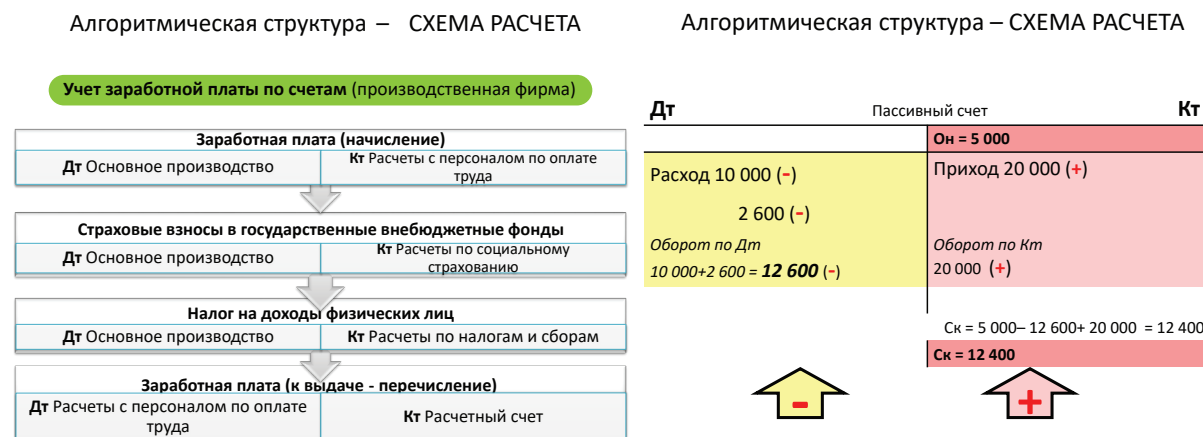 Алгоритмическая структура – СХЕМА РАСЧЕТА
Учет заработной платы по счетам (производственная фирма)
Заработная плата (начисление)
Дт Основное производство
Кт Расчеты с персоналом по оплате
труда
Страховые взносы в государственные внебюджетные фонды
Дт Основное производство
Кт Расчеты по социальному
страхованию
Налог на доходы физических лиц
Дт Основное производство
Кт Расчеты по налогам и сборам
Заработная плата (к выдаче - перечисление)
Дт Расчеты с персоналом по оплате
труда
Кт Расчетный счет
Алгоритмическая структура – СХЕМА РАСЧЕТА
Дт
Пассивный счет
Кт
Он = 5 000
Расход 10 000 (-)
2 600 (-)
Оборот по Дт
10 000+2 600 = 12 600 (-)
Приход 20 000 (+)
Оборот по Кт
20 000 (+)
Ск = 5 000– 12 600+ 20 000 = 12 400
Ск = 12 400
-
+